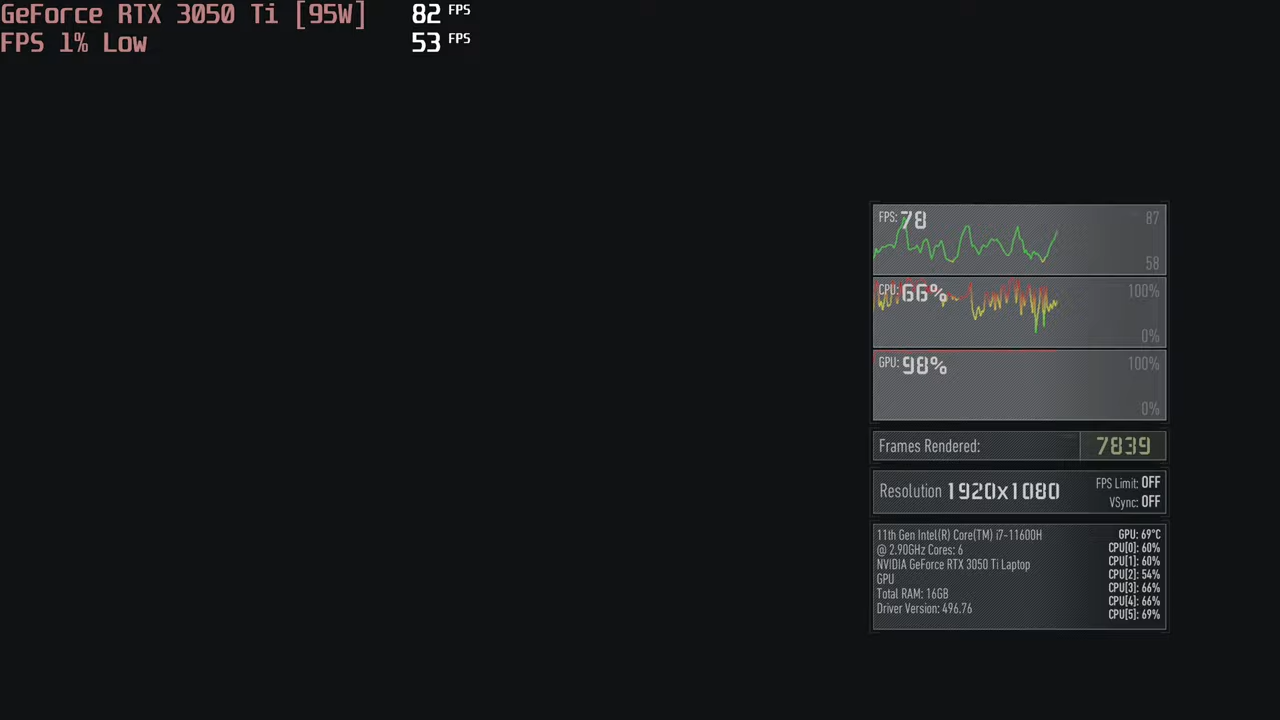 GeForce RTX 3050 Ti [95W] 82 FPS
FPS 1% Low 53 FPS
FPS: 78 87
58
CPU: 66% 100%
0%
GPU: 98% 100%
0%
Frames Rendered: 7839
Resolution 1920x1080 FPS Limit: OFF
VSync: OFF
11th Gen Intel(R) Core(TM) i7-11600H
@ 2.90GHz Cores: 6
NVIDIA GeForce RTX 3050 Ti Laptop
GPU
Total RAM: 16GB
Driver Version: 496.76
GPU: 69°C
CPU[0]: 60%
CPU[1]: 60%
CPU[2]: 54%
CPU[3]: 66%
CPU[4]: 66%
CPU[5]: 69%